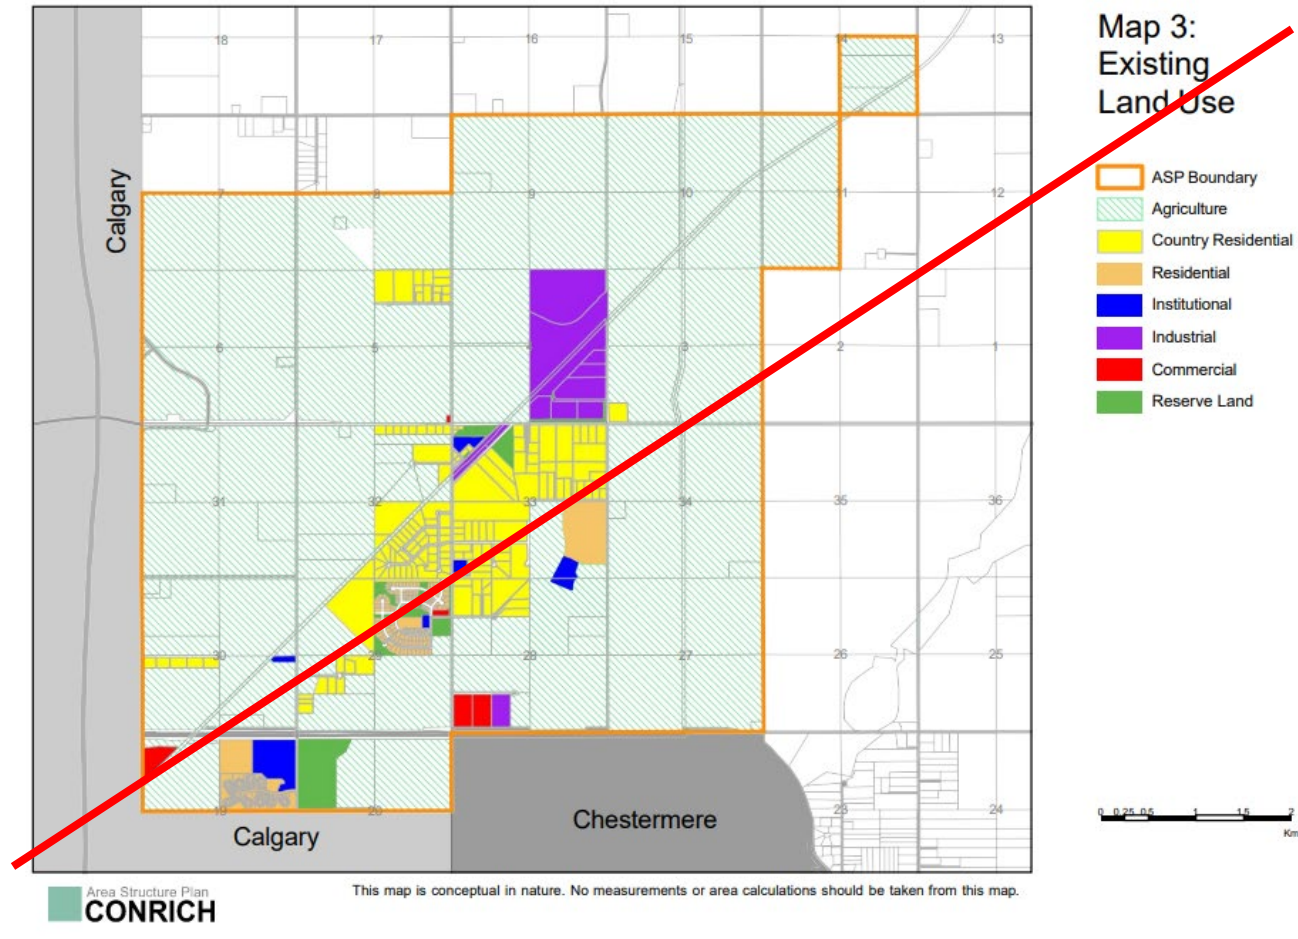 Map 3:
Existing
Land Use
18
17
16
15
14
13
Calgary
7
8
9
10
11
12
ASP Boundary
Agriculture
Country Residential
Residential
Institutional
Industrial
Commercial
Reserve Land
6
5
3
2
1
31
32
33
34
35
36
30
29
28
27
26
25
19
20
23
24
Calgary
Chestermere
0 0.25 0.5 1 1.5 2
Km
Area Structure Plan
CONRICH
This map is conceptual in nature. No measurements or area calculations should be taken from this map.